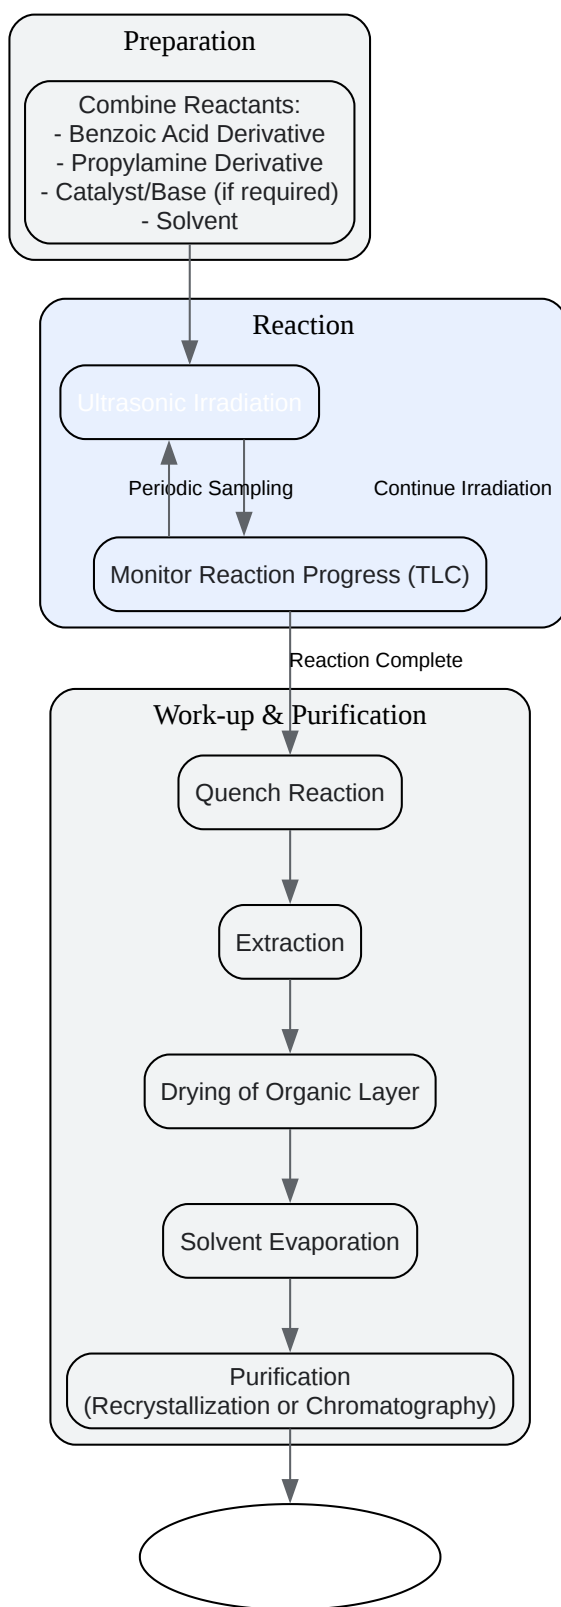 Preparation
Combine Reactants:
- Benzoic Acid Derivative
- Propylamine Derivative
- Catalyst/Base (if required)
- Solvent
Reaction
Ultrasonic Irradiation
Periodic Sampling
Continue Irradiation
Monitor Reaction Progress (TLC)
Reaction Complete
Work-up & Purification
Quench Reaction
Extraction
Drying of Organic Layer
Solvent Evaporation
Purification
(Recrystallization or Chromatography)